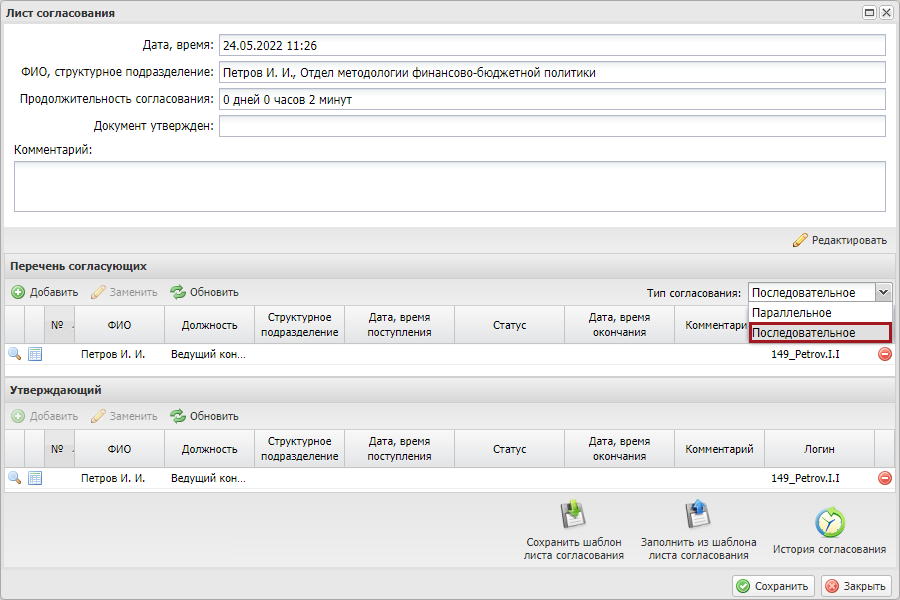 Лист согласования
Дата, время: 24.05.2022 11:26
ФИО, структурное подразделение: Петров И. И., Отдел методологии финансово-бюджетной политики
Продолжительность согласования: 0 дней 0 часов 2 минут
Документ утвержден:
Комментарий:
Редактировать
Перечень согласующих
Добавить Заменить Обновить Тип согласования: Последовательное
Параллельное
Последовательное
№ ФИО Должность Структурное подразделение Дата, время поступления Статус Дата, время окончания Комментари
Петров И. И. Ведущий кон... 149_Petrov.I.I
Утверждающий
Добавить Заменить Обновить
№ ФИО Должность Структурное подразделение Дата, время поступления Статус Дата, время окончания Комментарий Логин
Петров И. И. Ведущий кон... 149_Petrov.I.I
Сохранить шаблон
листа согласования
Заполнить из шаблона
листа согласования
История согласования
Сохранить Закрыть